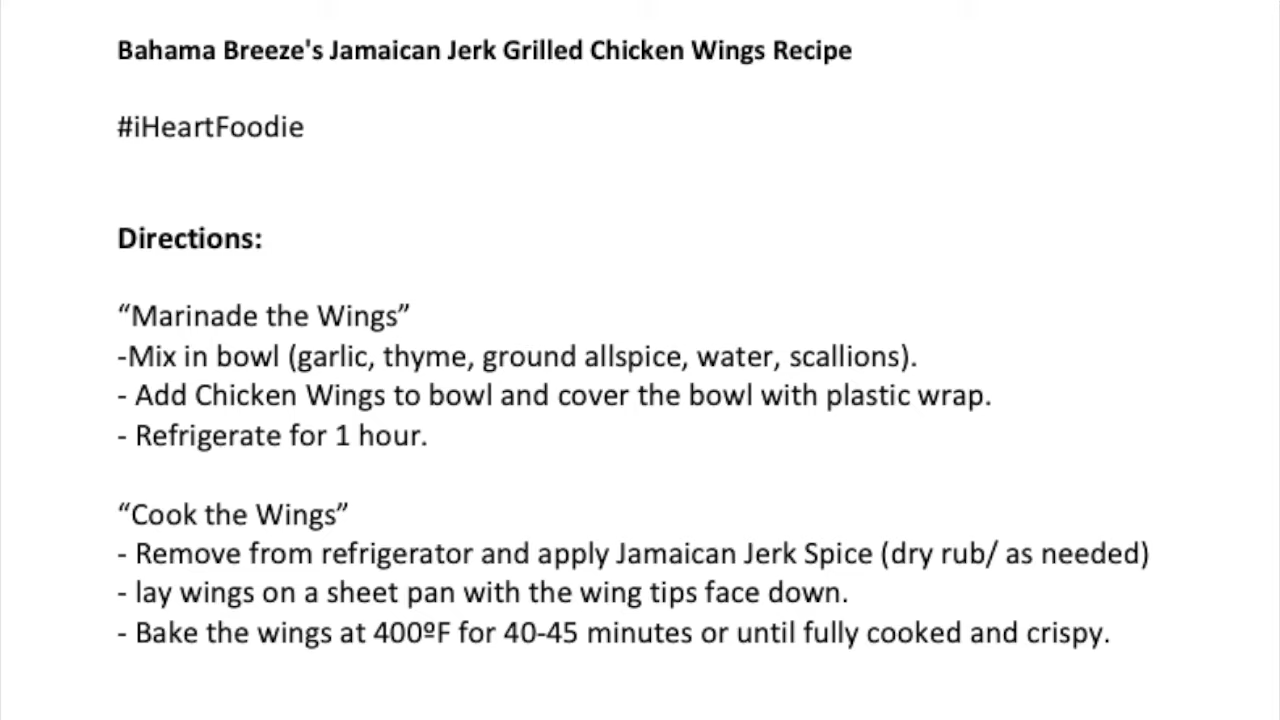 Bahama Breeze's Jamaican Jerk Grilled Chicken Wings Recipe
#iHeartFoodie
Directions:
“Marinade the Wings”
-Mix in bowl (garlic, thyme, ground allspice, water, scallions).
- Add Chicken Wings to bowl and cover the bowl with plastic wrap.
- Refrigerate for 1 hour.
“Cook the Wings”
- Remove from refrigerator and apply Jamaican Jerk Spice (dry rub/ as needed)
- lay wings on a sheet pan with the wing tips face down.
- Bake the wings at 400ºF for 40-45 minutes or until fully cooked and crispy.